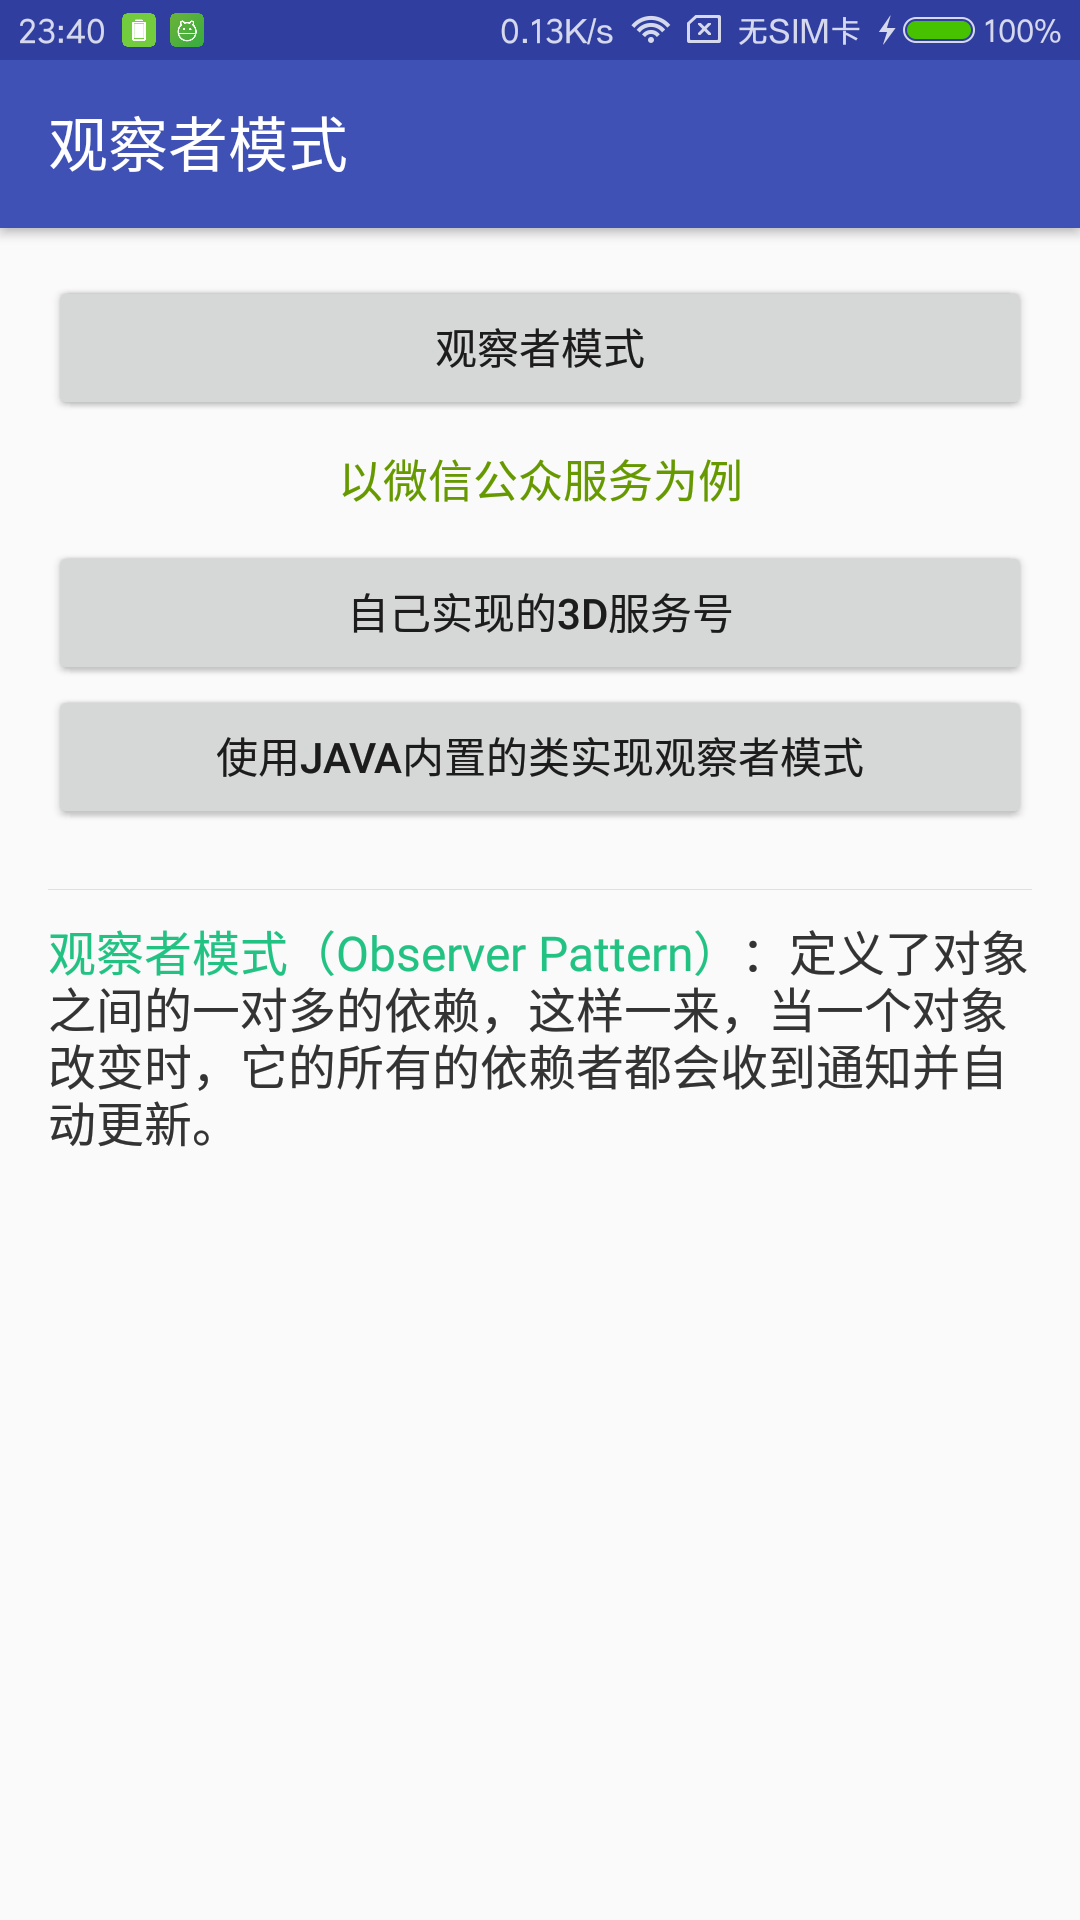 23:40 0.13K/s 无SIM卡 100%
观察者模式
观察者模式
以微信公众服务为例
自己实现的3D服务号
使用JAVA内置的类实现观察者模式
观察者模式（Observer Pattern）：定义了对象
之间的一对多的依赖，这样一来，当一个对象
改变时，它的所有的依赖者都会收到通知并自
动更新。